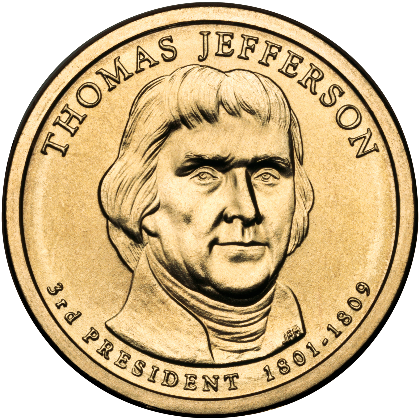 THOMAS JEFFERSON
3rd PRESIDENT 1801-1809